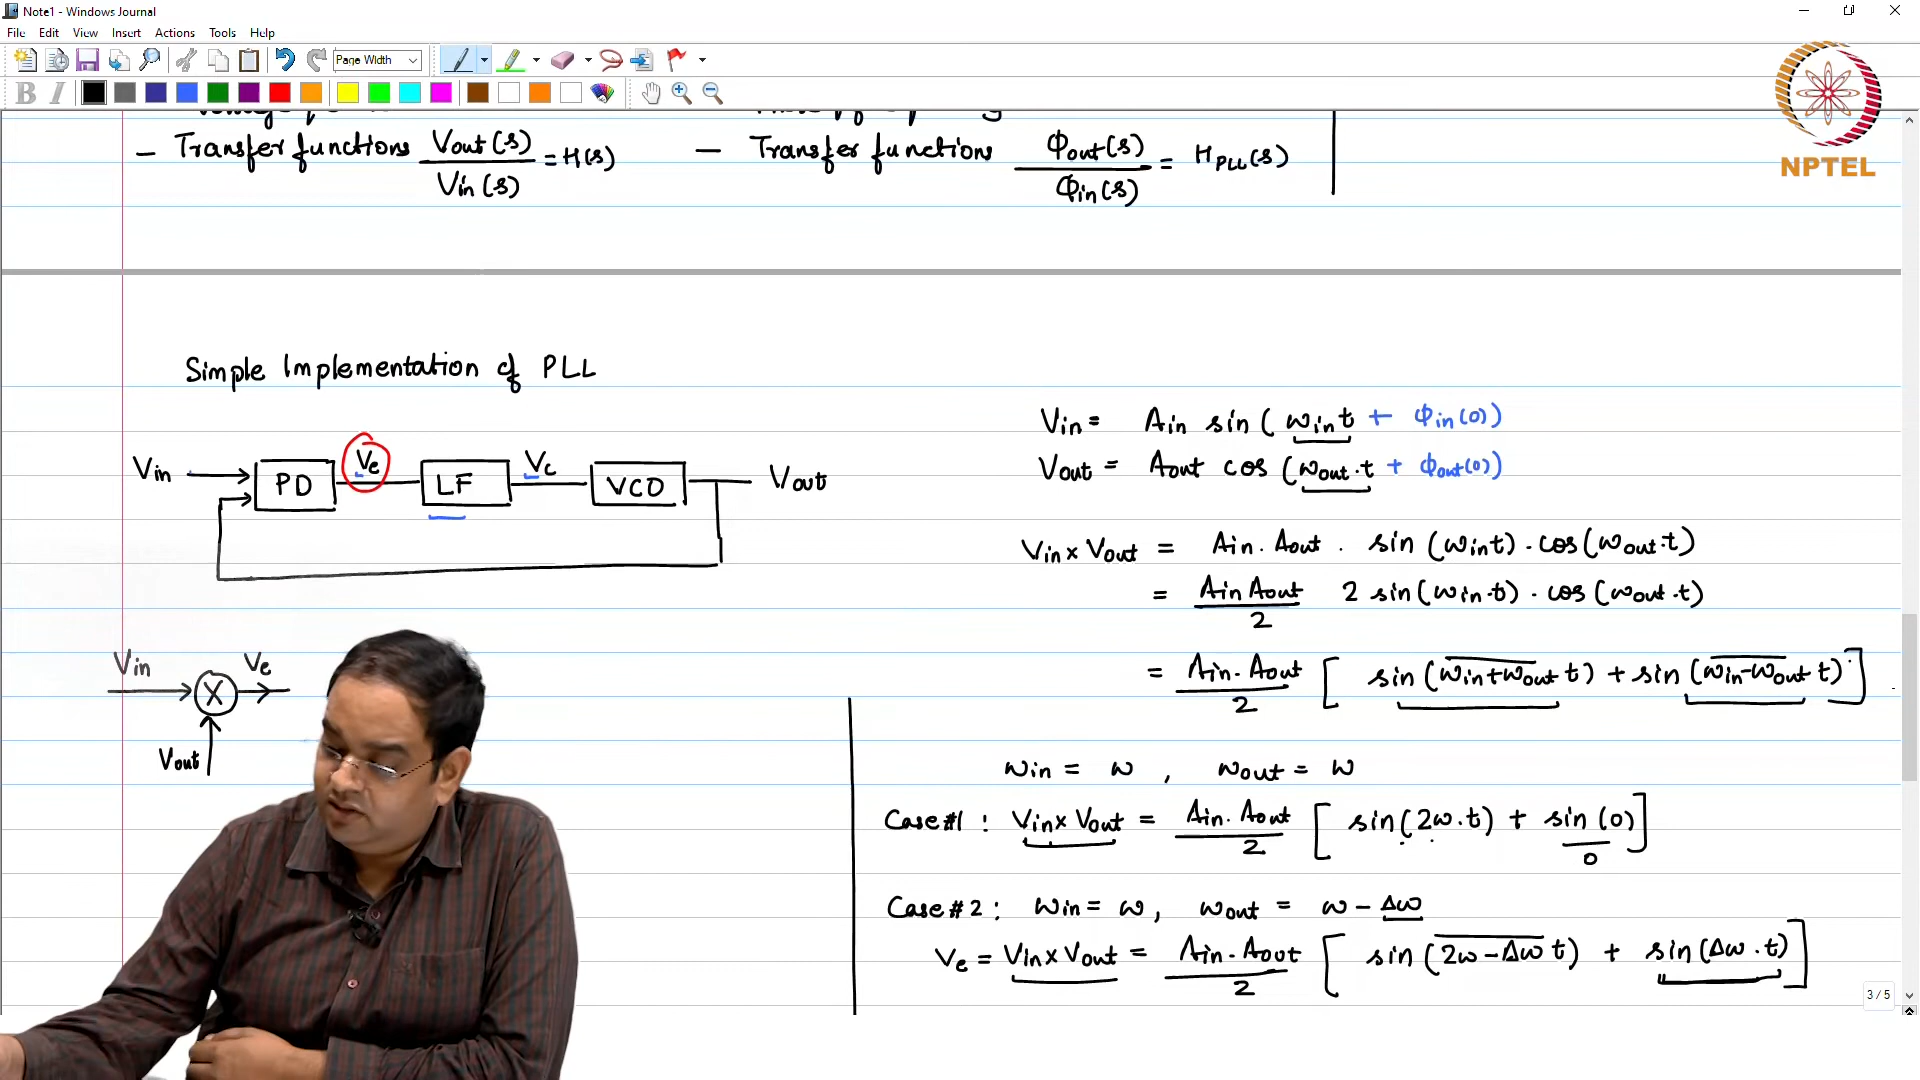 Note1 - Windows Journal
File Edit View Insert Actions Tools Help
Page Width
B I
NPTEL
– Transfer functions Vout(s) / Vin(s) = H(s)
– Transfer functions Φout(s) / Φin(s) = HPLL(s)
Simple Implementation of PLL
Vin PD Ve LF Vc VCO Vout
Vin X Ve
Vout
Vin = Ain sin (ωint + Φin(0))
Vout = Aout cos (ωout.t + Φout(0))
Vin x Vout = Ain. Aout . sin (ωint) . cos(ωout.t)
= Ain Aout / 2 2 sin(ωin.t) . cos(ωout.t)
= Ain. Aout / 2 [ sin(ωin+ωout t) + sin (ωin-ωout t) ]
ωin = ω , ωout = ω
Case#1 : Vin x Vout = Ain. Aout / 2 [ sin(2ω.t) + sin (0) ]
0
Case#2 : ωin = ω, ωout = ω – Δω
Ve = Vin x Vout = Ain. Aout / 2 [ sin (2ω – Δω t) + sin(Δω . t) ]
3 / 5